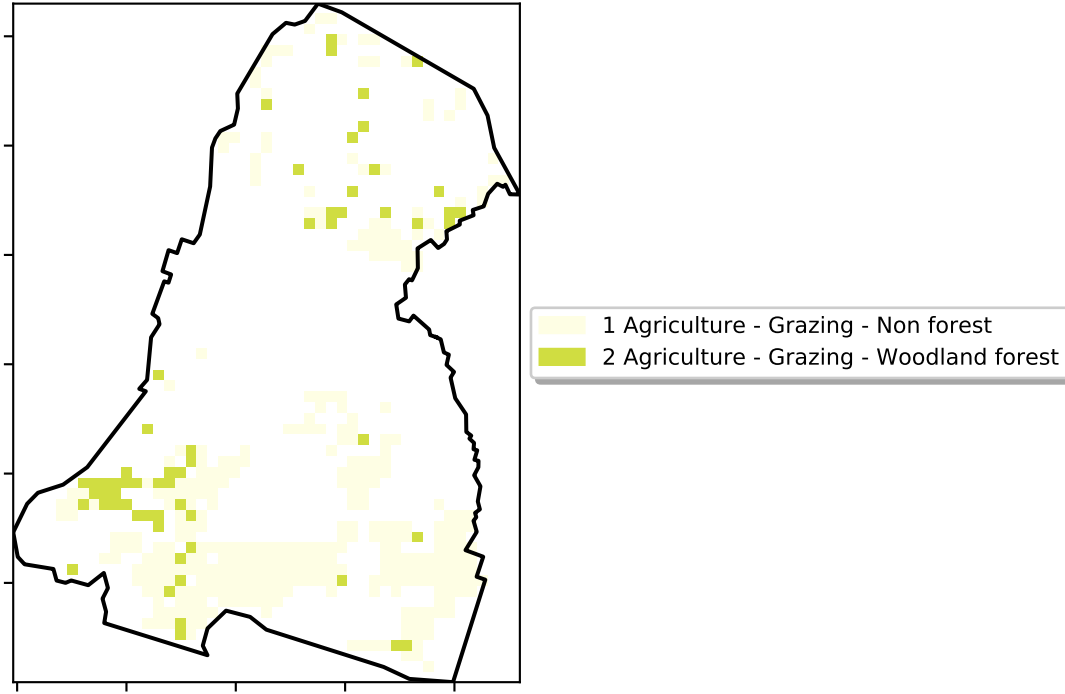 1 Agriculture - Grazing - Non forest
2 Agriculture - Grazing - Woodland forest